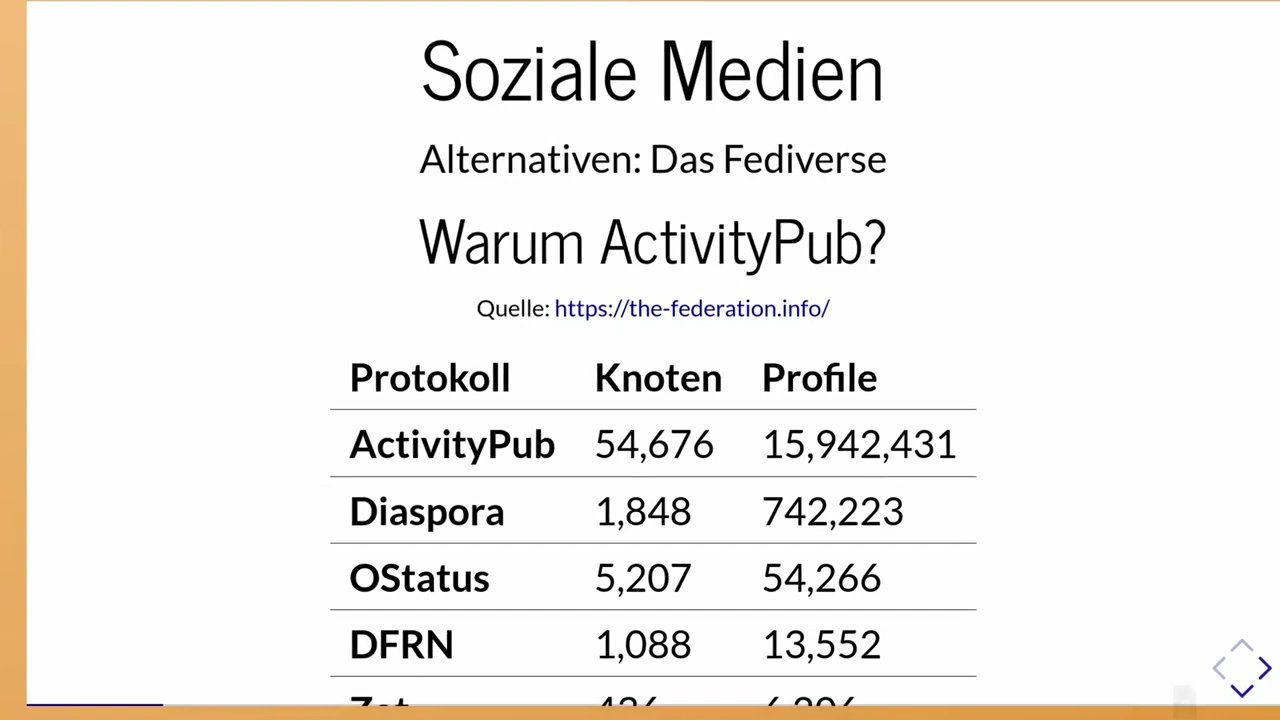 Soziale Medien
Alternativen: Das Fediverse
Warum ActivityPub?
Quelle: https://the-federation.info/
Protokoll Knoten Profile
ActivityPub 54,676 15,942,431
Diaspora 1,848 742,223
OStatus 5,207 54,266
DFRN 1,088 13,552